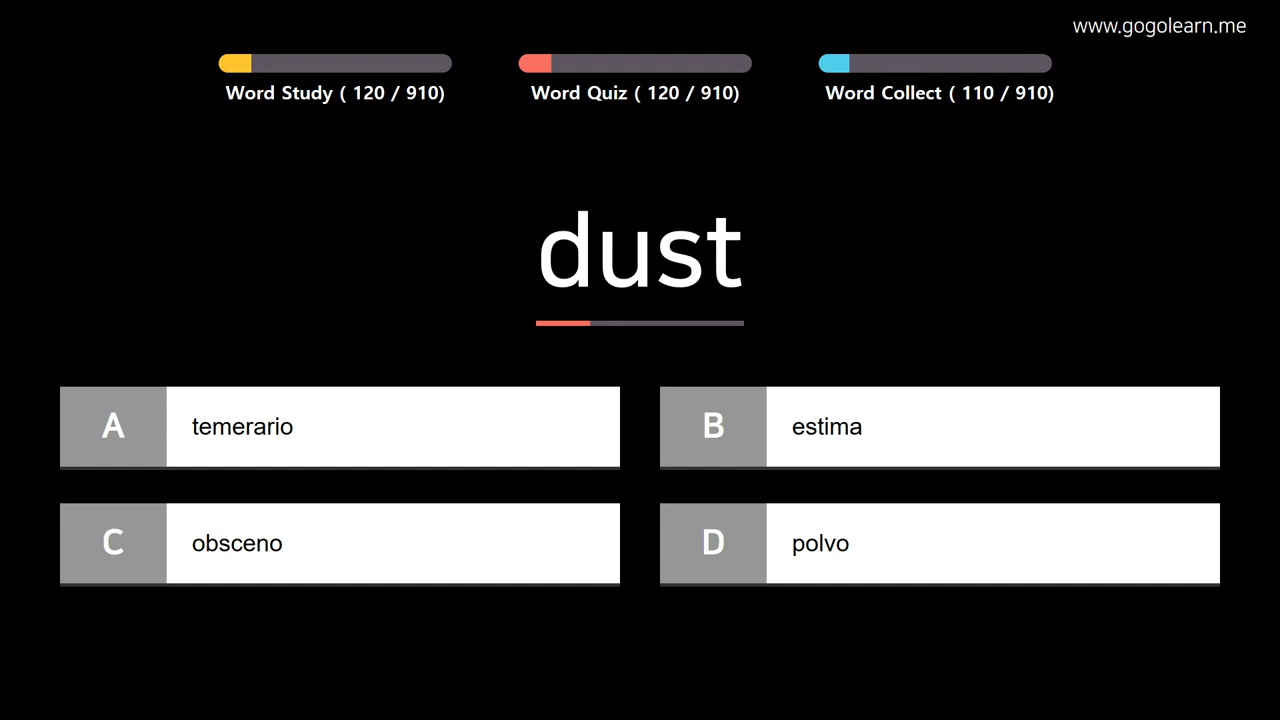 www.gogolearn.me
Word Study ( 120 / 910)
Word Quiz ( 120 / 910)
Word Collect ( 110 / 910)
dust
A temerario
B estima
C obsceno
D polvo